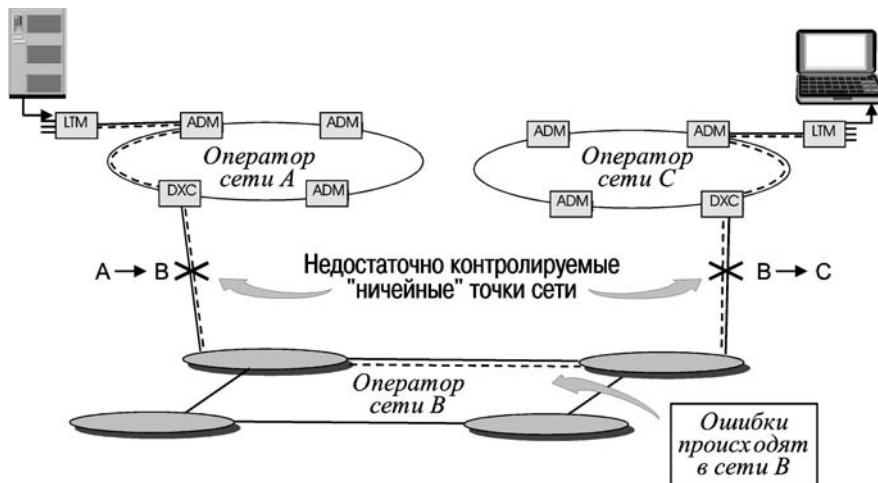 LTM
ADM
ADM
Оператор
сети А
DXC
ADM
ADM
ADM
LTM
Оператор
сети С
ADM
DXC
A → B
Недостаточно контролируемые
"ничейные" точки сети
B → C
Оператор
сети В
Ошибки
происходят
в сети В